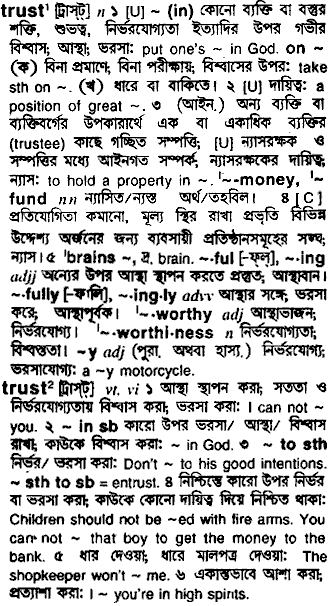 trust¹ [ট্রাস্ট্] n ১ [U] ~ (in) কোনো ব্যক্তি বা বস্তুর
শক্তি, শুভত্ব, নির্ভরযোগ্যতা ইত্যাদির উপর গভীর
বিশ্বাস; আস্থা; ভরসা: put one's ~ in God. on ~
(ক) বিনা প্রমাণে; বিনা পরীক্ষায়; বিশ্বাসের উপর: take
sth on ~. (খ) ধারে বা বাকিতে। ২ [U] দায়িত্ব: a
position of great ~. ৩ (আইন.) অন্য ব্যক্তি বা
ব্যক্তিবর্গের উপকারার্থে এক বা একাধিক ব্যক্তির
(trustee) কাছে গচ্ছিত সম্পত্তি; [U] ন্যাসরক্ষক ও
সম্পত্তির মধ্যে আইনগত সম্পর্ক; ন্যাসরক্ষকের দায়িত্ব;
ন্যাস: to hold a property in ~. ˈ~-money, ˈ~
fund nn ন্যাসিত/ন্যস্ত অর্থ/তহবিল। ৪ [C]
প্রতিযোগিতা কমানো, মূল্য স্থির রাখা প্রভৃতি বিভিন্ন
উদ্দেশ্য অর্জনের জন্য ব্যবসায়ী প্রতিষ্ঠানসমূহের সঙ্ঘ;
ন্যাস। ৫ ˈbrains ~, দ্র. brain. ~·ful [-ফ্‌ল্], ~·ing
adjj অন্যের উপর আস্থা স্থাপন করতে প্রস্তুত; আস্থাবান।
~·fully [-ফালি], ~·ing·ly advv আস্থার সঙ্গে, ভরসা
করে; আস্থাপূর্বক। ˈ~·worthy adj আস্থাভাজন;
নির্ভরযোগ্য। ˈ~·worthi·ness n নির্ভরযোগ্যতা;
বিশ্বস্ততা। ~y adj (পুরা. অথবা হাস্য.) নির্ভরযোগ্য;
ভরসাযোগ্য: a ~y motorcycle.
trust² [ট্রাস্ট্] vt, vi ১ আস্থা স্থাপন করা; সততা ও
নির্ভরযোগ্যতায় বিশ্বাস করা; ভরসা করা: I can not ~
you. ২ ~ in sb কারো উপর ভরসা/ আস্থা/ বিশ্বাস
রাখা; কাউকে বিশ্বাস করা: ~ in God. ৩ ~ to sth
নির্ভর/ ভরসা করা: Don't ~ to his good intentions.
~ sth to sb = entrust. ৪ নিশ্চিন্তে কারো উপর নির্ভর
বা ভরসা করা; কাউকে কোনো দায়িত্ব দিয়ে নিশ্চিত থাকা:
Children should not be ~ed with fire arms. You
can not ~ that boy to get the money to the
bank. ৫ ধার দেওয়া; ধারে মালপত্র দেওয়া: The
shopkeeper won't ~ me. ৬ একান্তভাবে আশা করা;
প্রত্যাশা করা: I ~ you're in high spints.